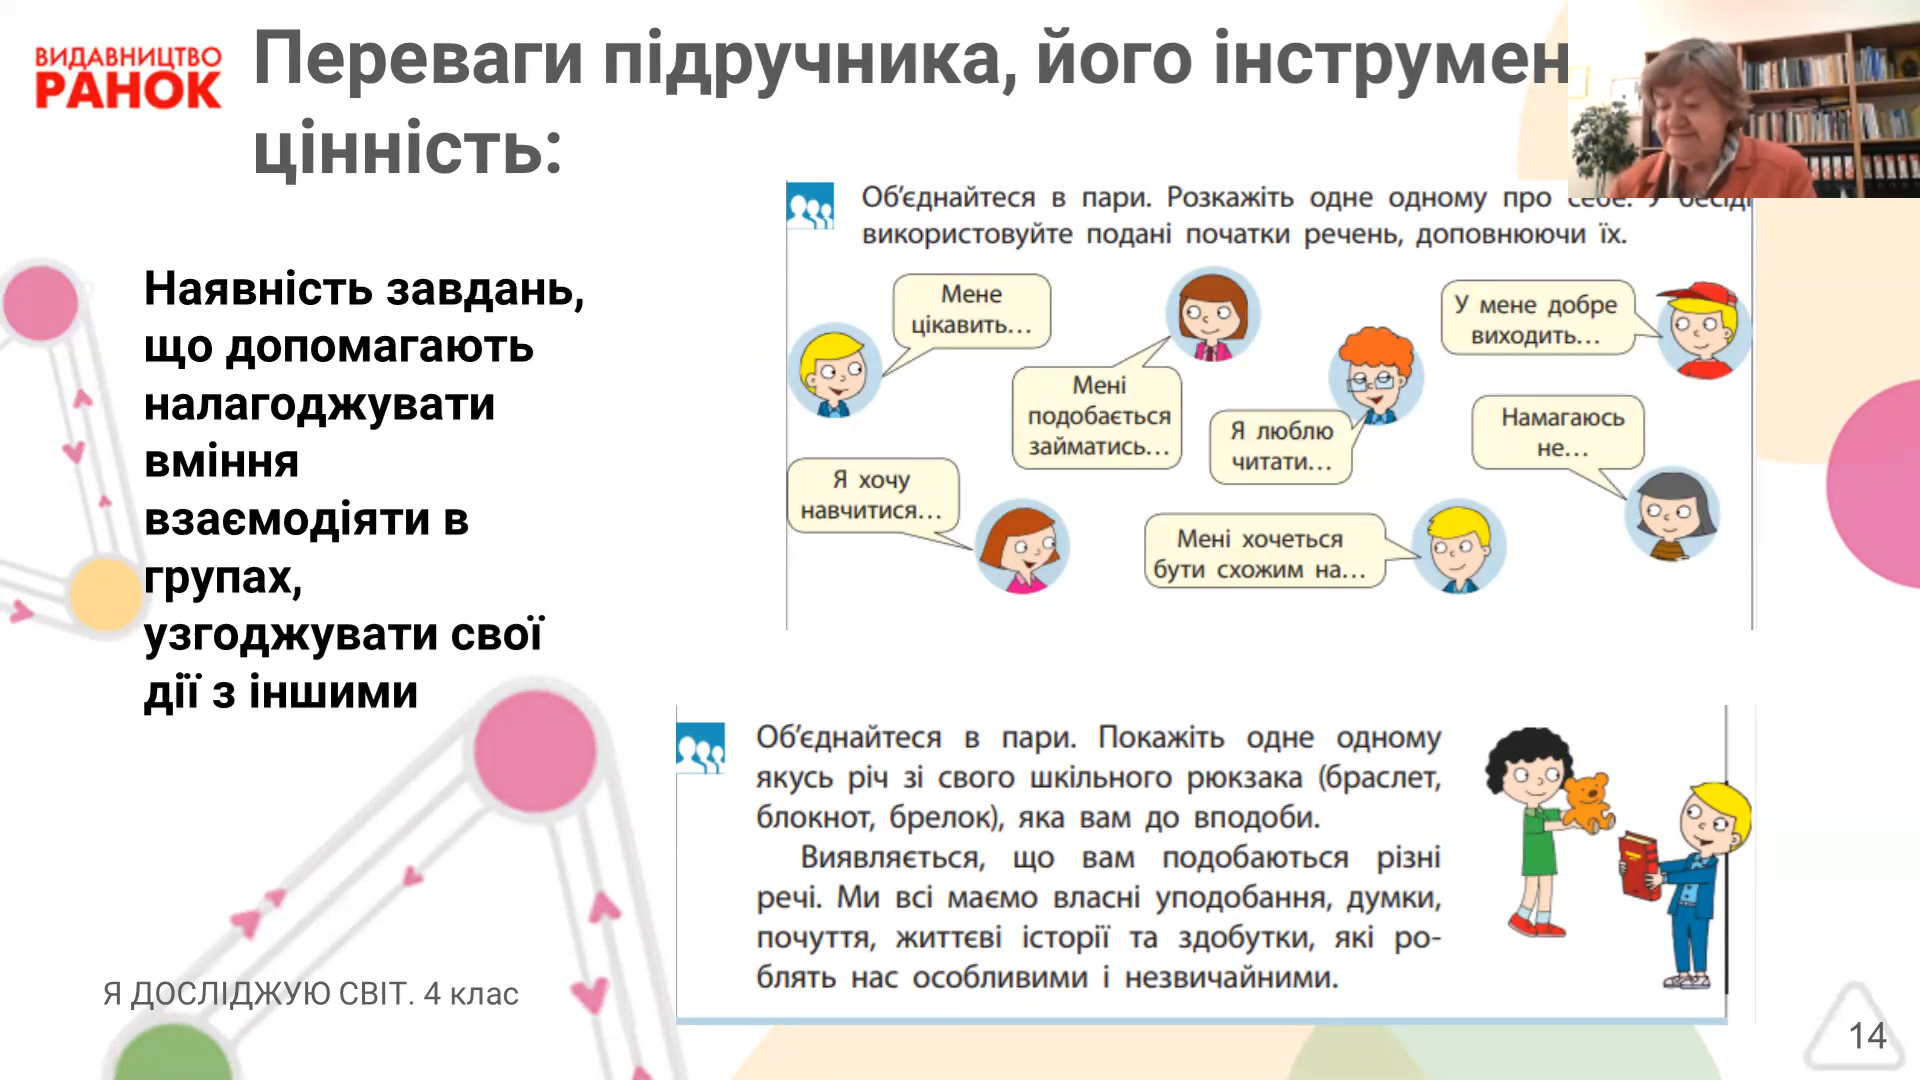 ВИДАВНИЦТВО
РАНОК
Переваги підручника, його
цінність:
Наявність завдань,
що допомагають
налагоджувати
вміння
взаємодіяти в
групах,
узгоджувати свої
дії з іншими
Об'єднайтеся в пари. Розкажіть одне одному про себе. У
використовуйте подані початки речень, доповнюючи їх.
Мене
цікавить...
Мені
подобається
займатись...
Я люблю
читати...
У мене добре
виходить...
Намагаюсь
не...
Я хочу
навчитися...
Мені хочеться
бути схожим на...
Об'єднайтеся в пари. Покажіть одне одному
якусь річ зі свого шкільного рюкзака (браслет,
блокнот, брелок), яка вам до вподоби.
Виявляється, що вам подобаються різні
речі. Ми всі маємо власні уподобання, думки,
почуття, життєві історії та здобутки, які ро-
блять нас особливими і незвичайними.
Я ДОСЛІДЖУЮ СВІТ. 4 клас
14